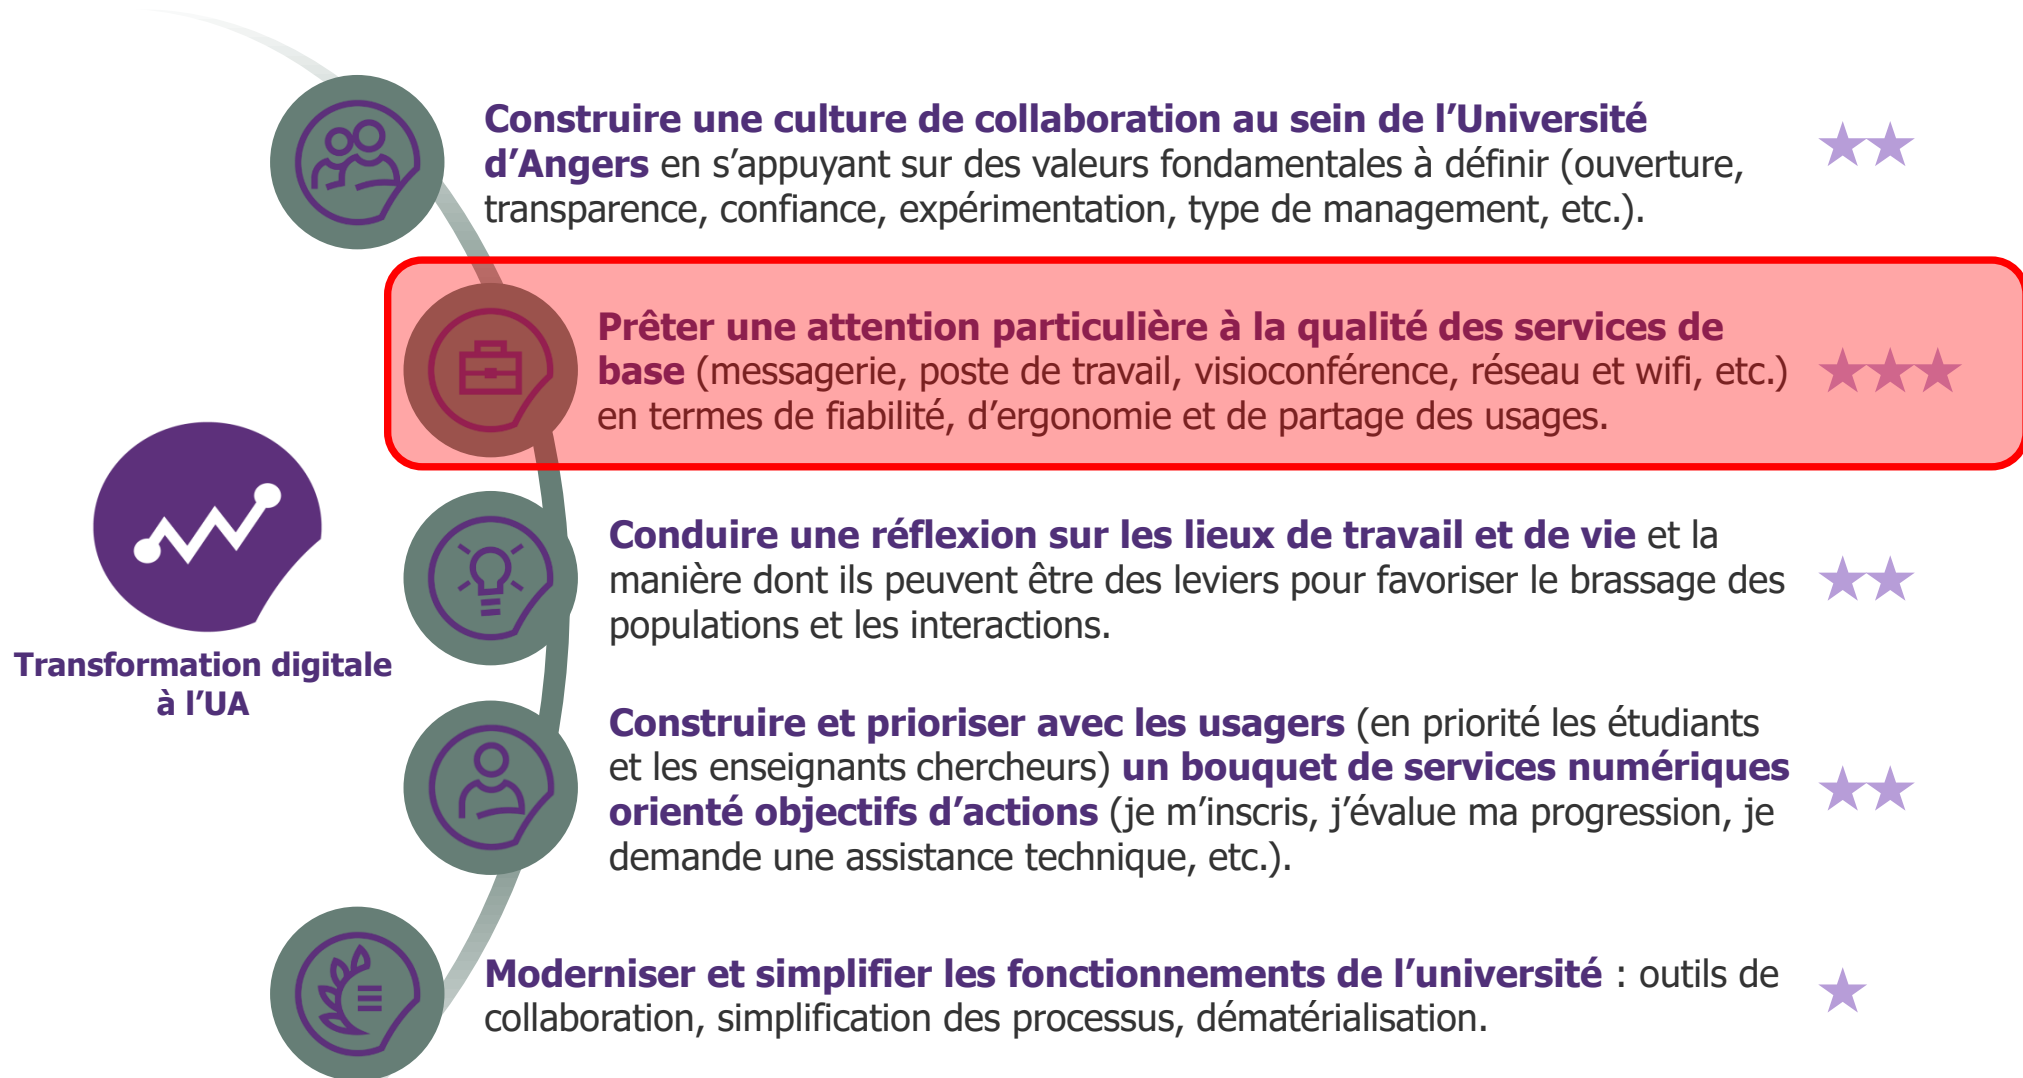 Construire une culture de collaboration au sein de l’Université
d’Angers en s’appuyant sur des valeurs fondamentales à définir (ouverture,
transparence, confiance, expérimentation, type de management, etc.).
Prêter une attention particulière à la qualité des services de
base (messagerie, poste de travail, visioconférence, réseau et wifi, etc.)
en termes de fiabilité, d’ergonomie et de partage des usages.
Conduire une réflexion sur les lieux de travail et de vie et la
manière dont ils peuvent être des leviers pour favoriser le brassage des
populations et les interactions.
Transformation digitale
à l’UA
Construire et prioriser avec les usagers (en priorité les étudiants
et les enseignants chercheurs) un bouquet de services numériques
orienté objectifs d’actions (je m’inscris, j’évalue ma progression, je
demande une assistance technique, etc.).
Moderniser et simplifier les fonctionnements de l’université : outils de
collaboration, simplification des processus, dématérialisation.